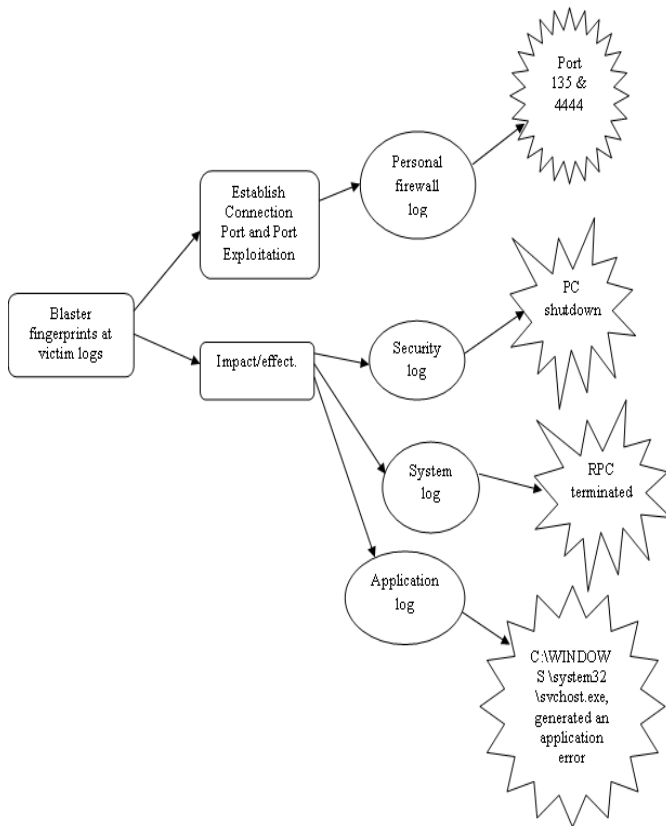 Port
135 &
4444
Personal
firewall
log
Establish
Connection
Port and Port
Exploitation
Blaster
fingerprints at
victim logs
Impact/effect.
Security
log
PC
shutdown
System
log
RPC
terminated
Application
log
C:\WINDOW
S\system32
\svchost.exe,
generated an
application
error